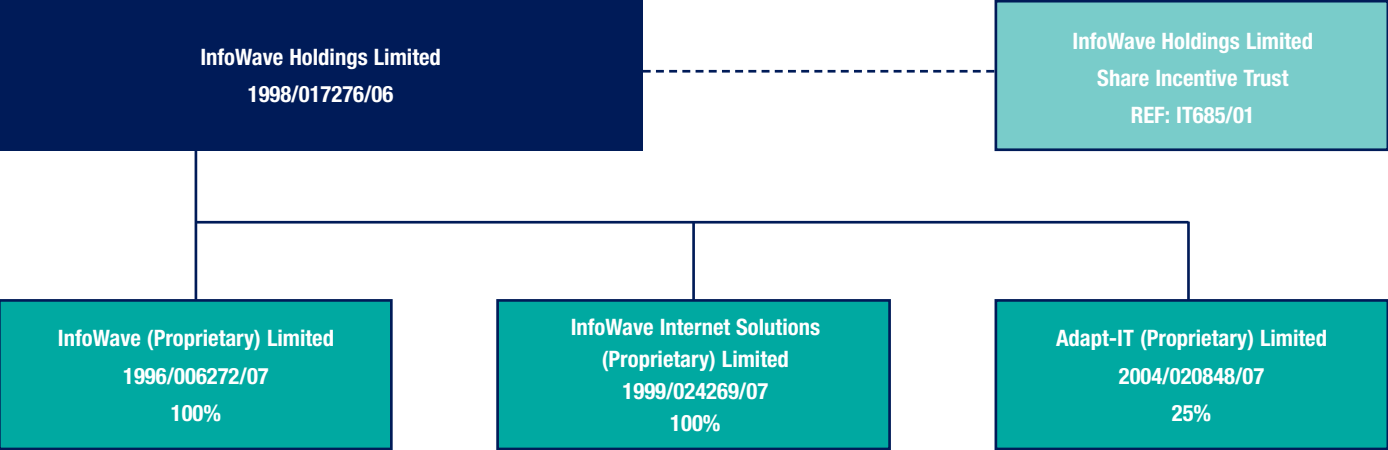 InfoWave Holdings Limited
1998/017276/06
InfoWave Holdings Limited
Share Incentive Trust
REF: IT685/01
InfoWave (Proprietary) Limited
1996/006272/07
100%
InfoWave Internet Solutions
(Proprietary) Limited
1999/024269/07
100%
Adapt-IT (Proprietary) Limited
2004/020848/07
25%